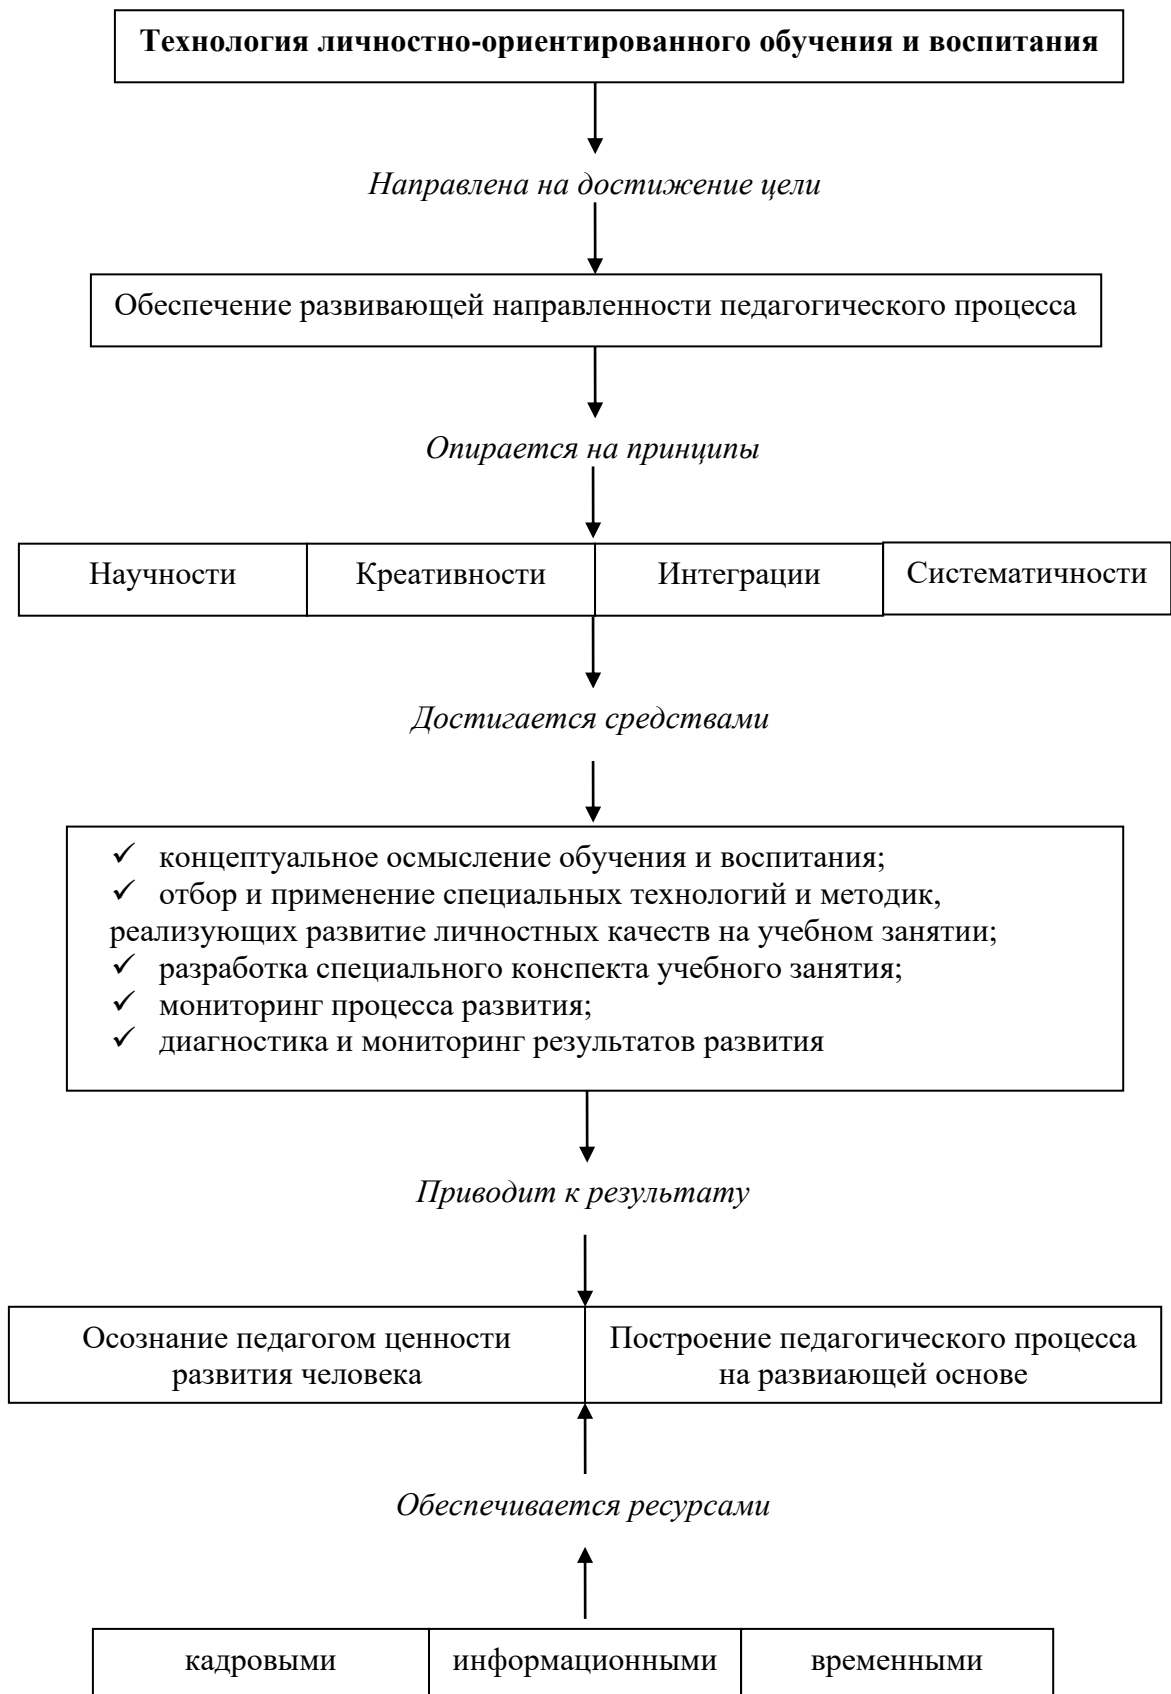 Технология личностно-ориентированного обучения и воспитания
Направлена на достижение цели
Обеспечение развивающей направленности педагогического процесса
Опирается на принципы
Научности
Креативности
Интеграции
Систематичности
Достигается средствами
✓ концептуальное осмысление обучения и воспитания;
✓ отбор и применение специальных технологий и методик,
реализующих развитие личностных качеств на учебном занятии;
✓ разработка специального конспекта учебного занятия;
✓ мониторинг процесса развития;
✓ диагностика и мониторинг результатов развития
Приводит к результату
Осознание педагогом ценности
развития человека
Построение педагогического процесса
на развиающей основе
Обеспечивается ресурсами
кадровыми
информационными
временными